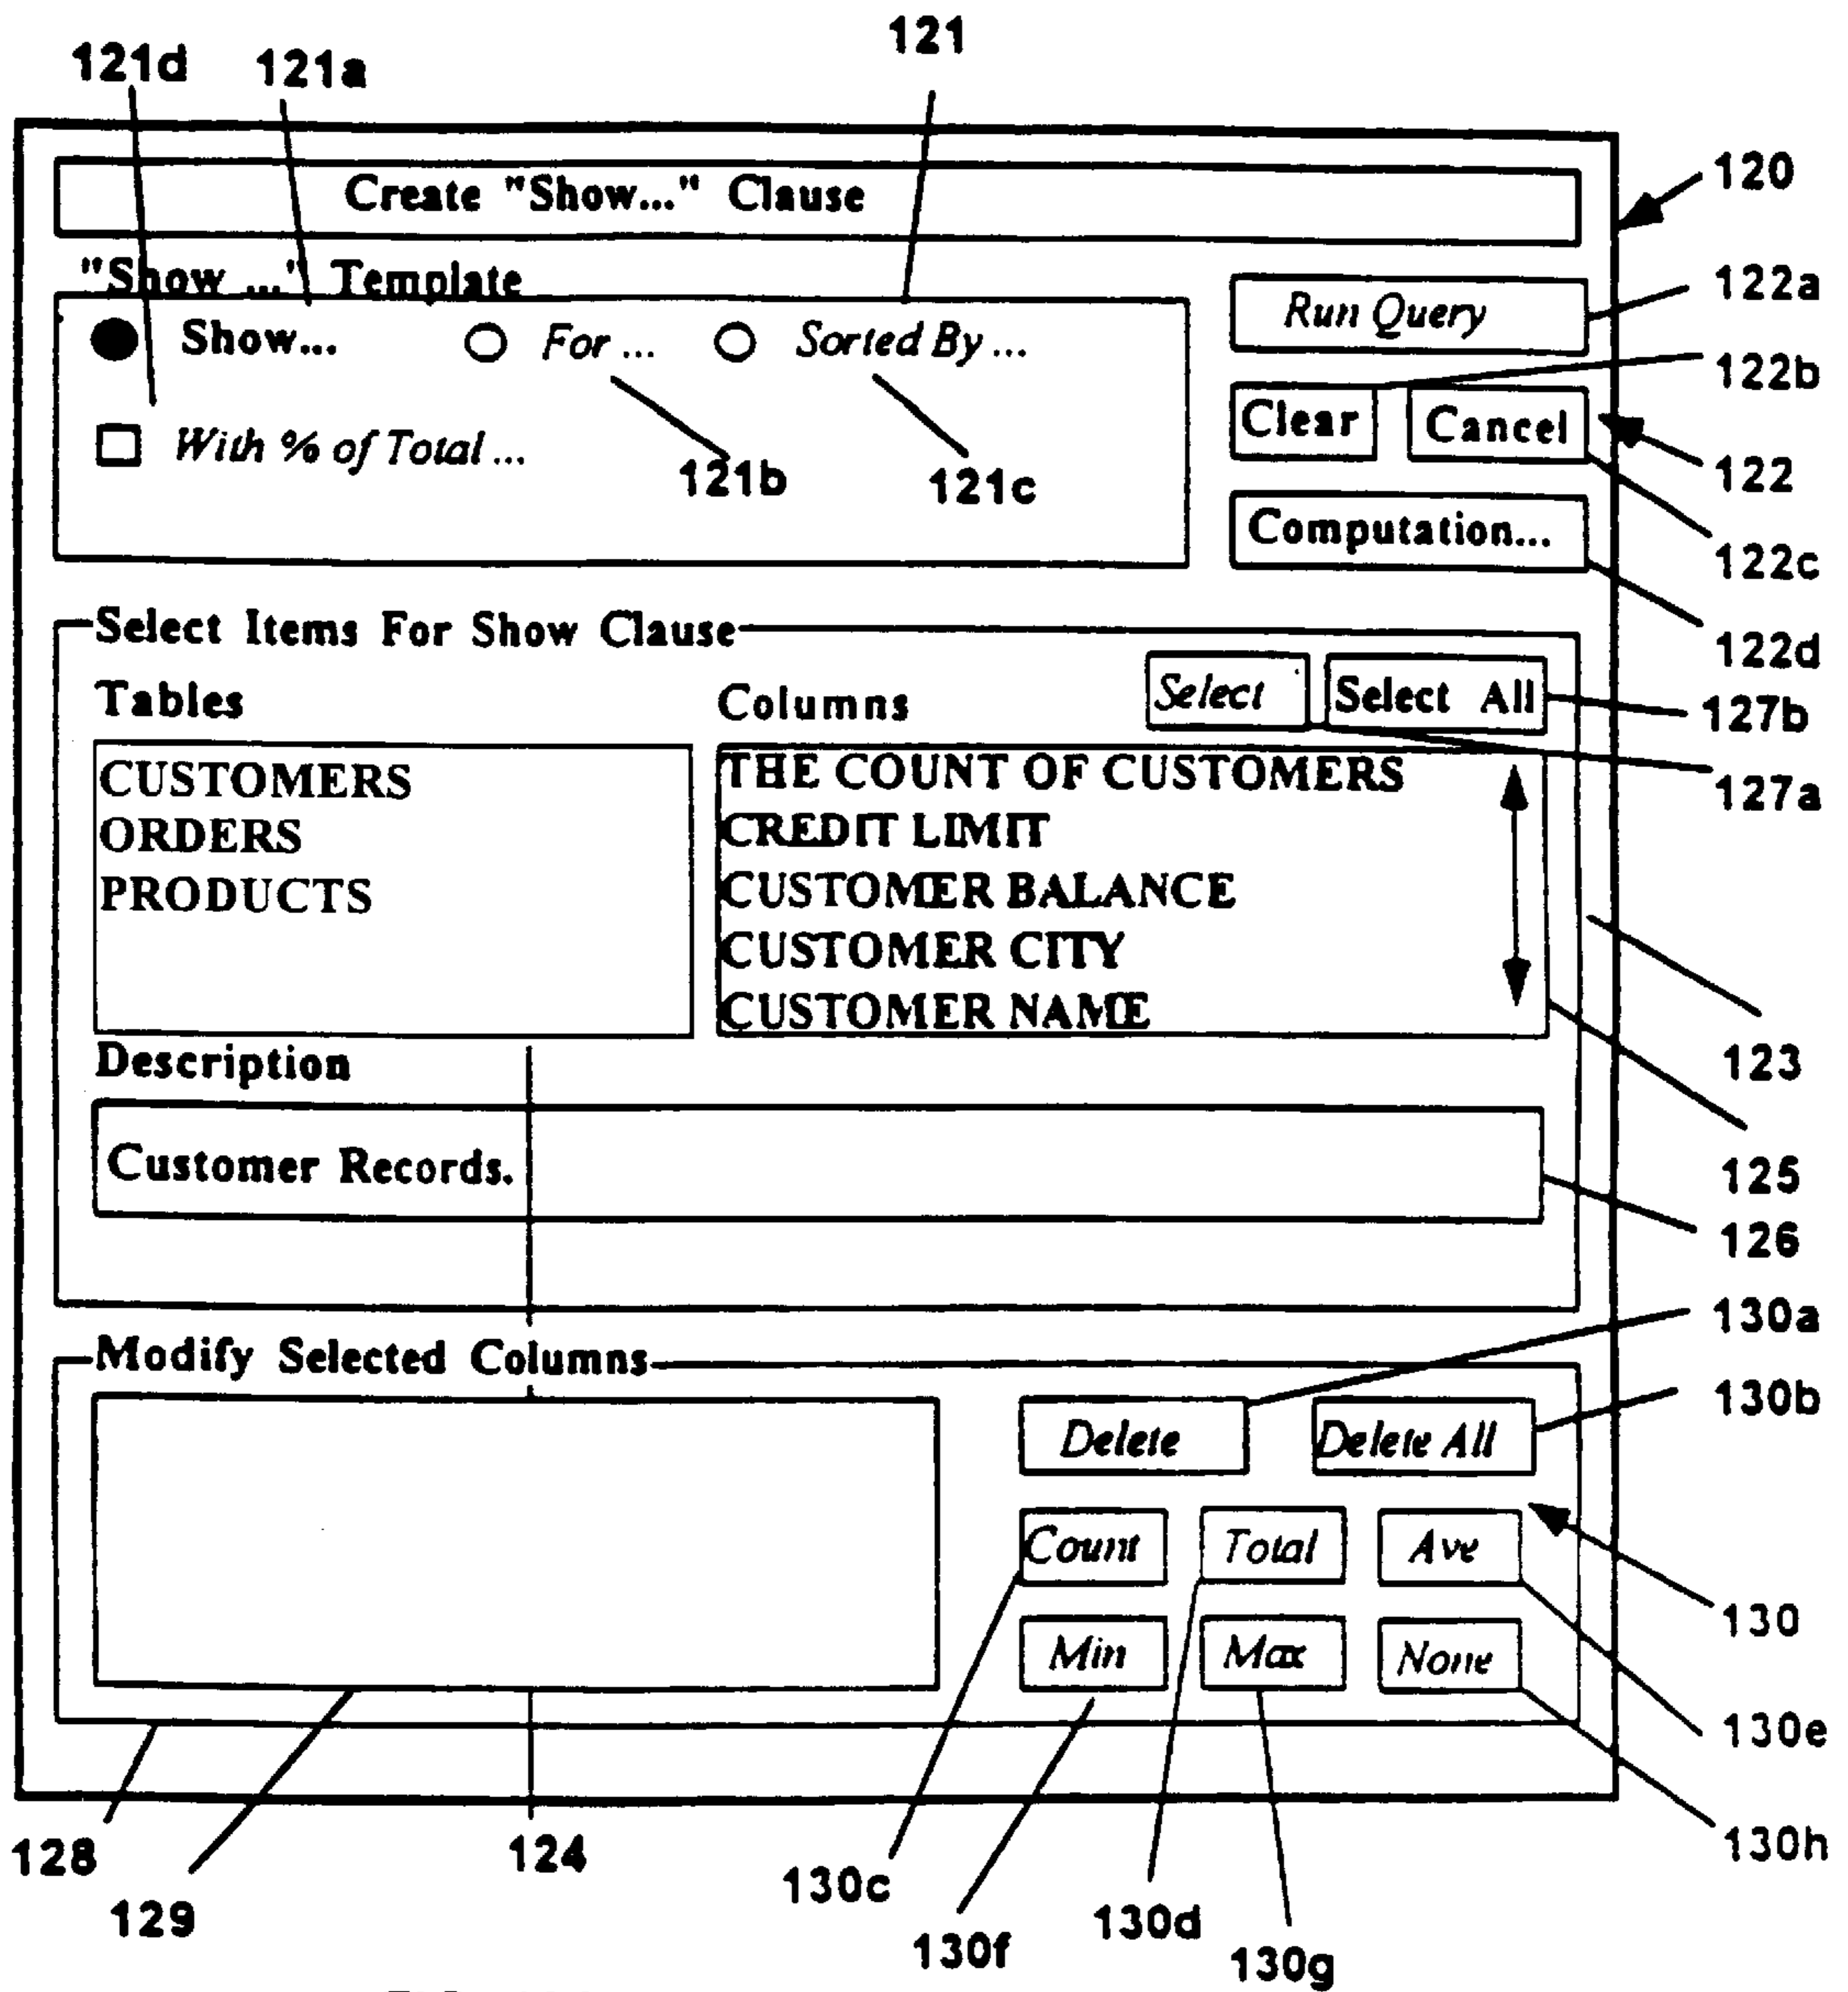 121
121d 121a
Create "Show..." Clause
120
"Show ..." Template
Run Query
122a
Show... For ... Sorted By ...
122b
Clear Cancel
With % of Total ...
122
121b 121c
Computation...
122c
Select Items For Show Clause
122d
Tables Columns Select Select All
127b
CUSTOMERS THE COUNT OF CUSTOMERS
127a
ORDERS CREDIT LIMIT
PRODUCTS CUSTOMER BALANCE
CUSTOMER CITY
CUSTOMER NAME
Description
123
Customer Records.
125
126
130a
Modify Selected Columns
130b
Delete Delete All
Count Total Ave
130
Min Max None
130e
130h
128 124
130c
129
130f 130d
130g